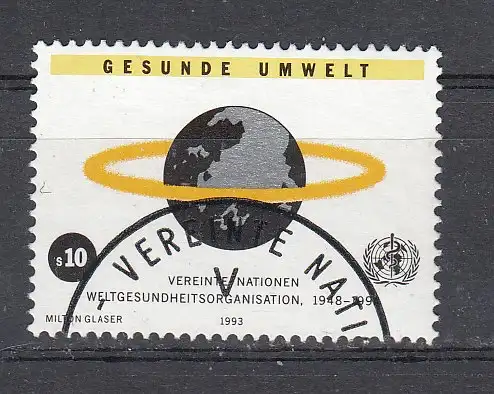 GESUNDE UMWELT
VEREINTE NATI
V
s10
VEREINTE NATIONEN
WELTGESUNDHEITSORGANISATION, 1948–199
MILTON GLASER
1993